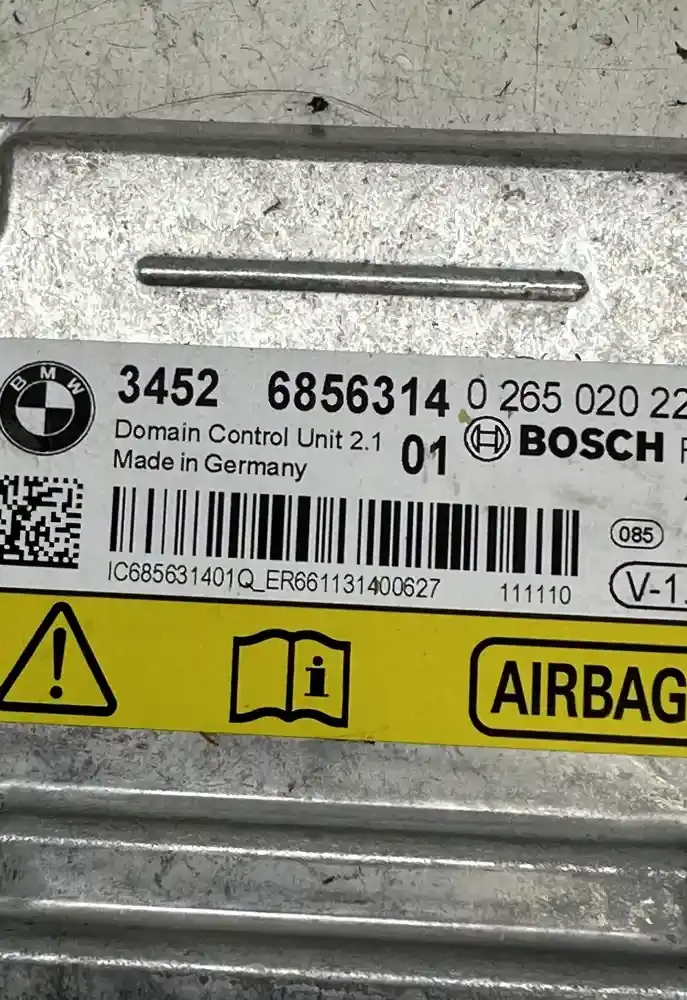 BMW
3452 6856314 0 265 020 22
Domain Control Unit 2.1 01 BOSCH
Made in Germany
085
IC685631401Q_ER661131400627 111110
V-1.
AIRBAG